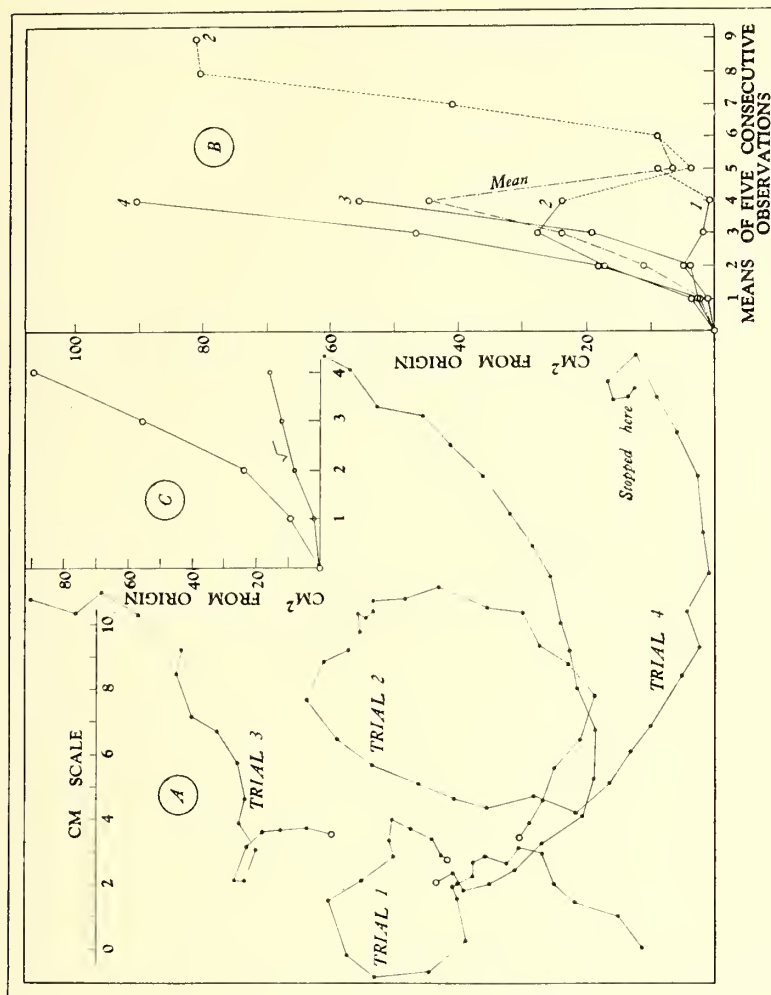 A
CM SCALE
0 2 4 6 8 10
TRIAL 1
TRIAL 2
TRIAL 3
TRIAL 4
Stopped here
C
CM² FROM ORIGIN
20
40
60
80
1 2 3 4
B
CM² FROM ORIGIN
20
40
60
80
100
1 2 3 4 5 6 7 8 9
MEANS OF FIVE CONSECUTIVE
OBSERVATIONS
4
3
Mean
2
1
2